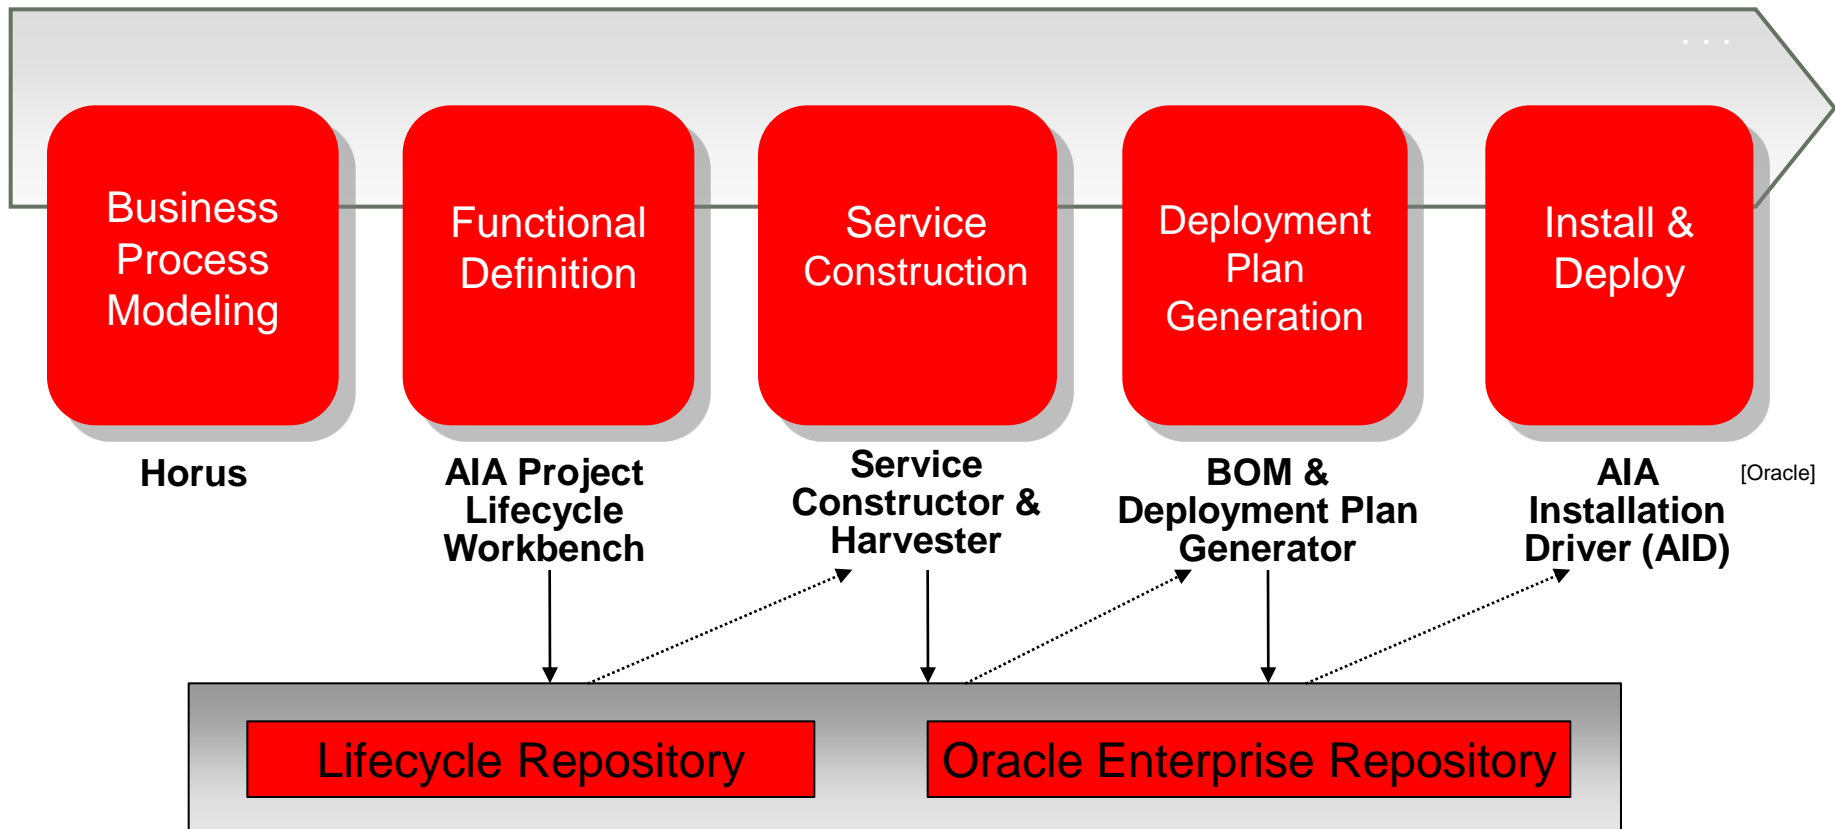 . . .
Business
Process
Modeling
Functional
Definition
Service
Construction
Deployment
Plan
Generation
Install &
Deploy
Horus
AIA Project
Lifecycle
Workbench
Service
Constructor &
Harvester
BOM &
Deployment Plan
Generator
AIA
Installation
Driver (AID)
[Oracle]
Lifecycle Repository
Oracle Enterprise Repository